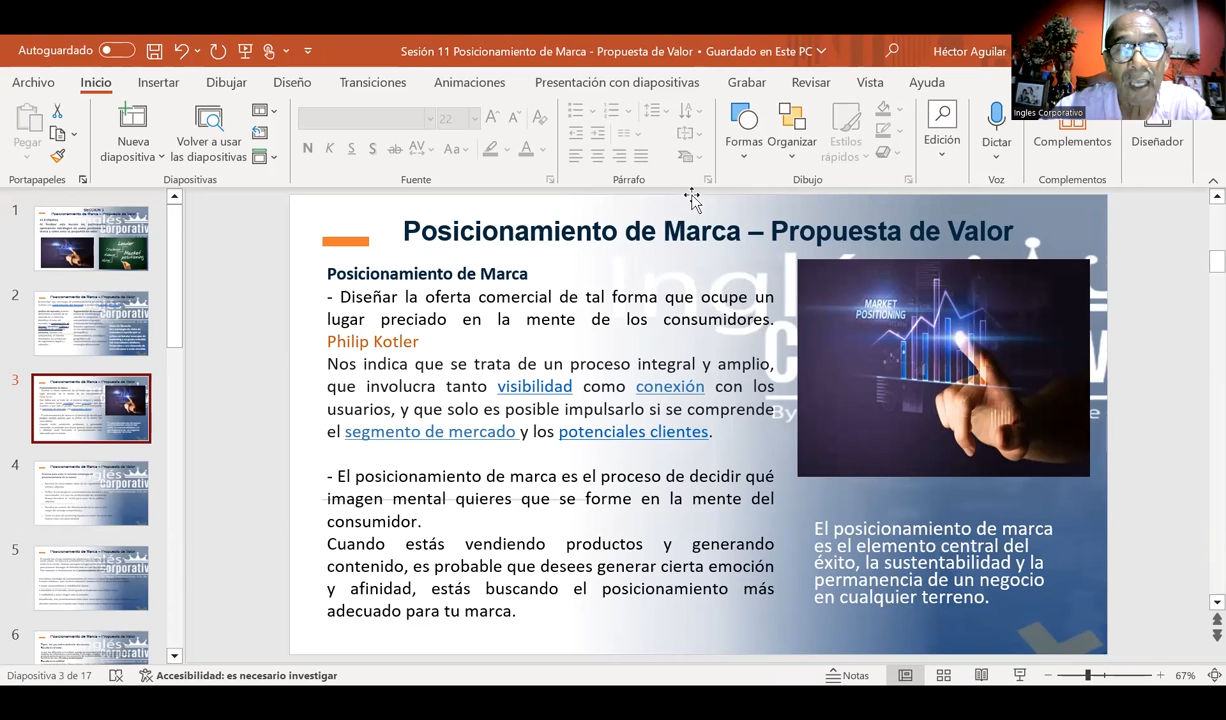 Autoguardado
Sesión 11 Posicionamiento de Marca - Propuesta de Valor • Guardado en Este PC
Héctor Aguilar
Ingles Corporativo
Archivo Inicio Insertar Dibujar Diseño Transiciones Animaciones Presentación con diapositivas Grabar Revisar Vista Ayuda
Pegar
Nueva diapositiva
Volver a usar las diapositivas
22
N K S S ab AV Aa A
Formas
Organizar
Estilos rápidos
Edición
Dictar
Complementos
Diseñador
Portapapeles Diapositivas Fuente Párrafo Dibujo Voz Complementos
1
2
3
4
5
6
Posicionamiento de Marca – Propuesta de Valor
Posicionamiento de Marca
- Diseñar la oferta comercial de tal forma que ocupe un
lugar preciado en la mente de los consumidores.
Philip Kotler
Nos indica que se trata de un proceso integral y amplio,
que involucra tanto visibilidad como conexión con los
usuarios, y que solo es posible impulsarlo si se comprende
el segmento de mercado y los potenciales clientes.
- El posicionamiento de marca es el proceso de decidir qué
imagen mental quieres que se forme en la mente del
consumidor.
Cuando estás vendiendo productos y generando
contenido, es probable que desees generar cierta emoción
y afinidad, estás buscando el posicionamiento más
adecuado para tu marca.
MARKET
POSITIONING
El posicionamiento de marca
es el elemento central del
éxito, la sustentabilidad y la
permanencia de un negocio
en cualquier terreno.
Diapositiva 3 de 17
Accesibilidad: es necesario investigar
Notas
67%